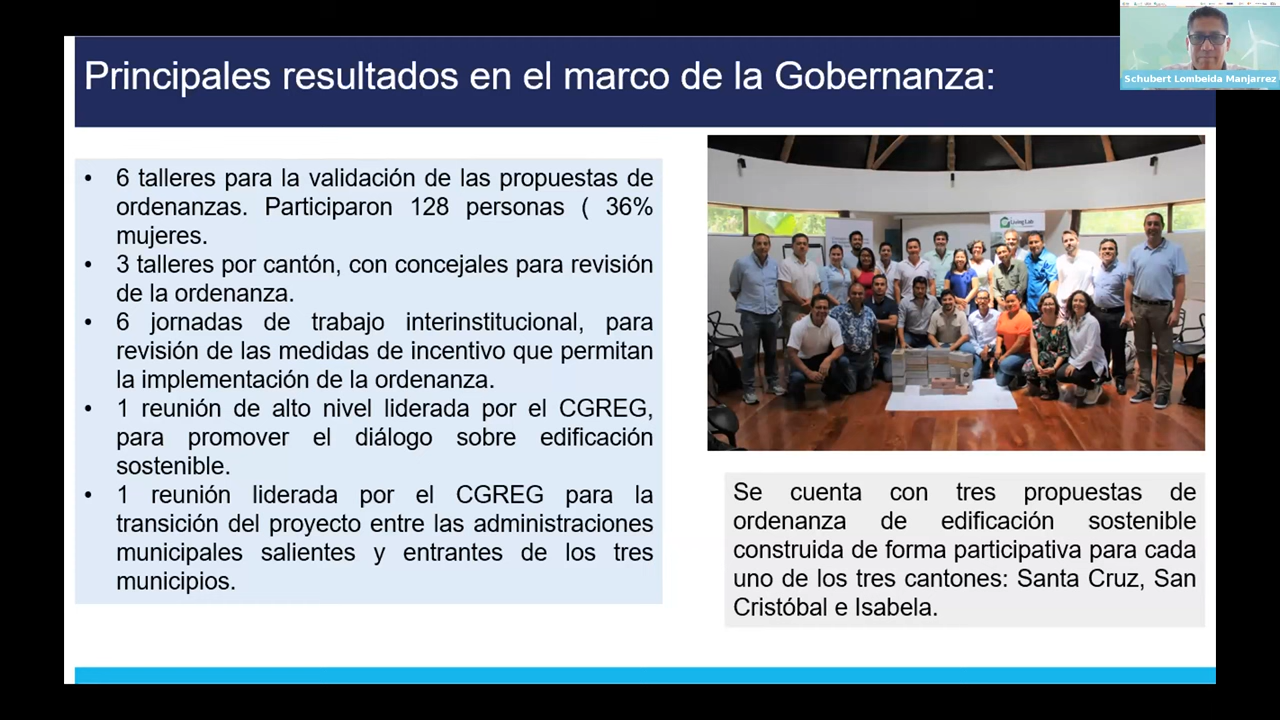 Principales resultados en el marco de la Gobernanza:
Schubert Lombeida Manjarrez
• 6 talleres para la validación de las propuestas de
ordenanzas. Participaron 128 personas ( 36%
mujeres.
• 3 talleres por cantón, con concejales para revisión
de la ordenanza.
• 6 jornadas de trabajo interinstitucional, para
revisión de las medidas de incentivo que permitan
la implementación de la ordenanza.
• 1 reunión de alto nivel liderada por el CGREG,
para promover el diálogo sobre edificación
sostenible.
• 1 reunión liderada por el CGREG para la
transición del proyecto entre las administraciones
municipales salientes y entrantes de los tres
municipios.
Living Lab
Se cuenta con tres propuestas de
ordenanza de edificación sostenible
construida de forma participativa para cada
uno de los tres cantones: Santa Cruz, San
Cristóbal e Isabela.